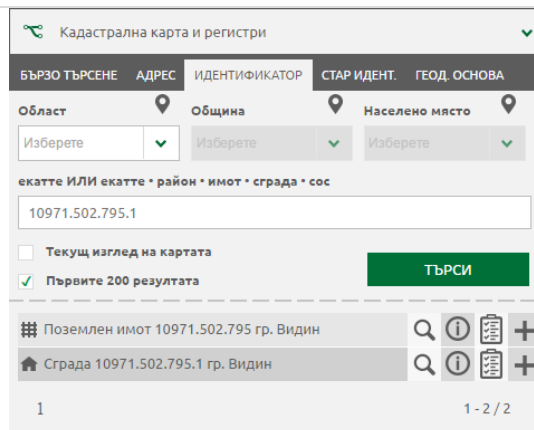 Кадастрална карта и регистри
БЪРЗО ТЪРСЕНЕ АДРЕС ИДЕНТИФИКАТОР СТАР ИДЕНТ. ГЕОД. ОСНОВА
Област Община Населено място
Изберете Изберете Изберете
екатте ИЛИ екатте • район • имот • сграда • сос
10971.502.795.1
Текущ изглед на картата
Първите 200 резултата
ТЪРСИ
Поземлен имот 10971.502.795 гр. Видин
Сграда 10971.502.795.1 гр. Видин
1 1 - 2 / 2